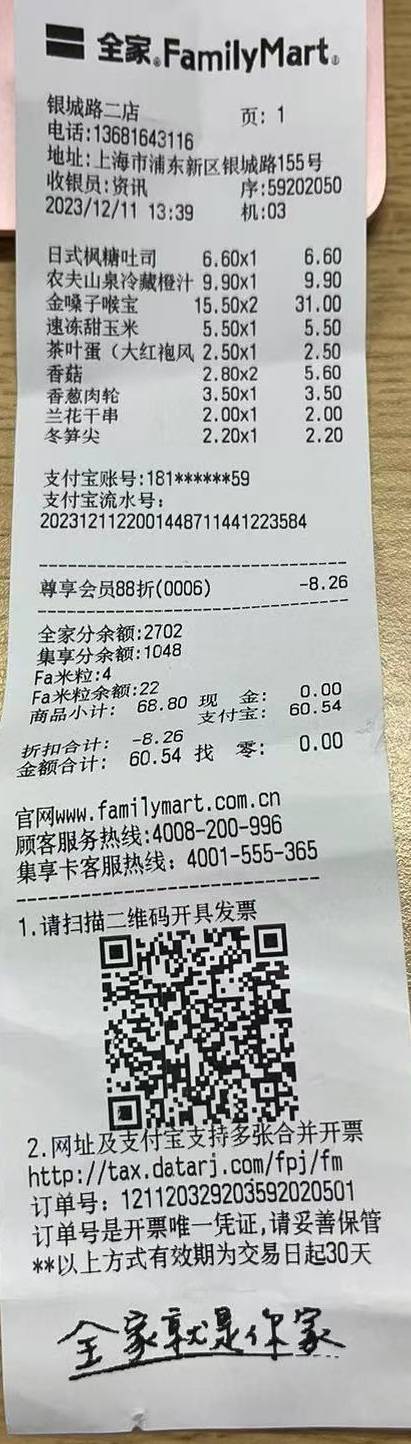 全家 FamilyMart
银城路二店 页: 1
电话:13681643116
地址:上海市浦东新区银城路155号
收银员:资讯 序:59202050
2023/12/11 13:39 机:03
日式枫糖吐司 6.60x1 6.60
农夫山泉冷藏橙汁 9.90x1 9.90
金嗓子喉宝 15.50x2 31.00
速冻甜玉米 5.50x1 5.50
茶叶蛋（大红袍风 2.50x1 2.50
香菇 2.80x2 5.60
香葱肉轮 3.50x1 3.50
兰花干串 2.00x1 2.00
冬笋尖 2.20x1 2.20
支付宝账号:181******59
支付宝流水号:
2023121122001448711441223584
尊享会员88折(0006) -8.26
全家分余额:2702
集享分余额:1048
Fa米粒:4
Fa米粒余额:22
商品小计: 68.80 现 金: 0.00
支付宝: 60.54
折扣合计: -8.26
金额合计: 60.54 找 零: 0.00
官网www.familymart.com.cn
顾客服务热线:4008-200-996
集享卡客服热线: 4001-555-365
1.请扫描二维码开具发票
2.网址及支付宝支持多张合并开票
http://tax.datarj.com/fpj/fm
订单号: 121120329203592020501
订单号是开票唯一凭证,请妥善保管
**以上方式有效期为交易日起30天
全家就是你家